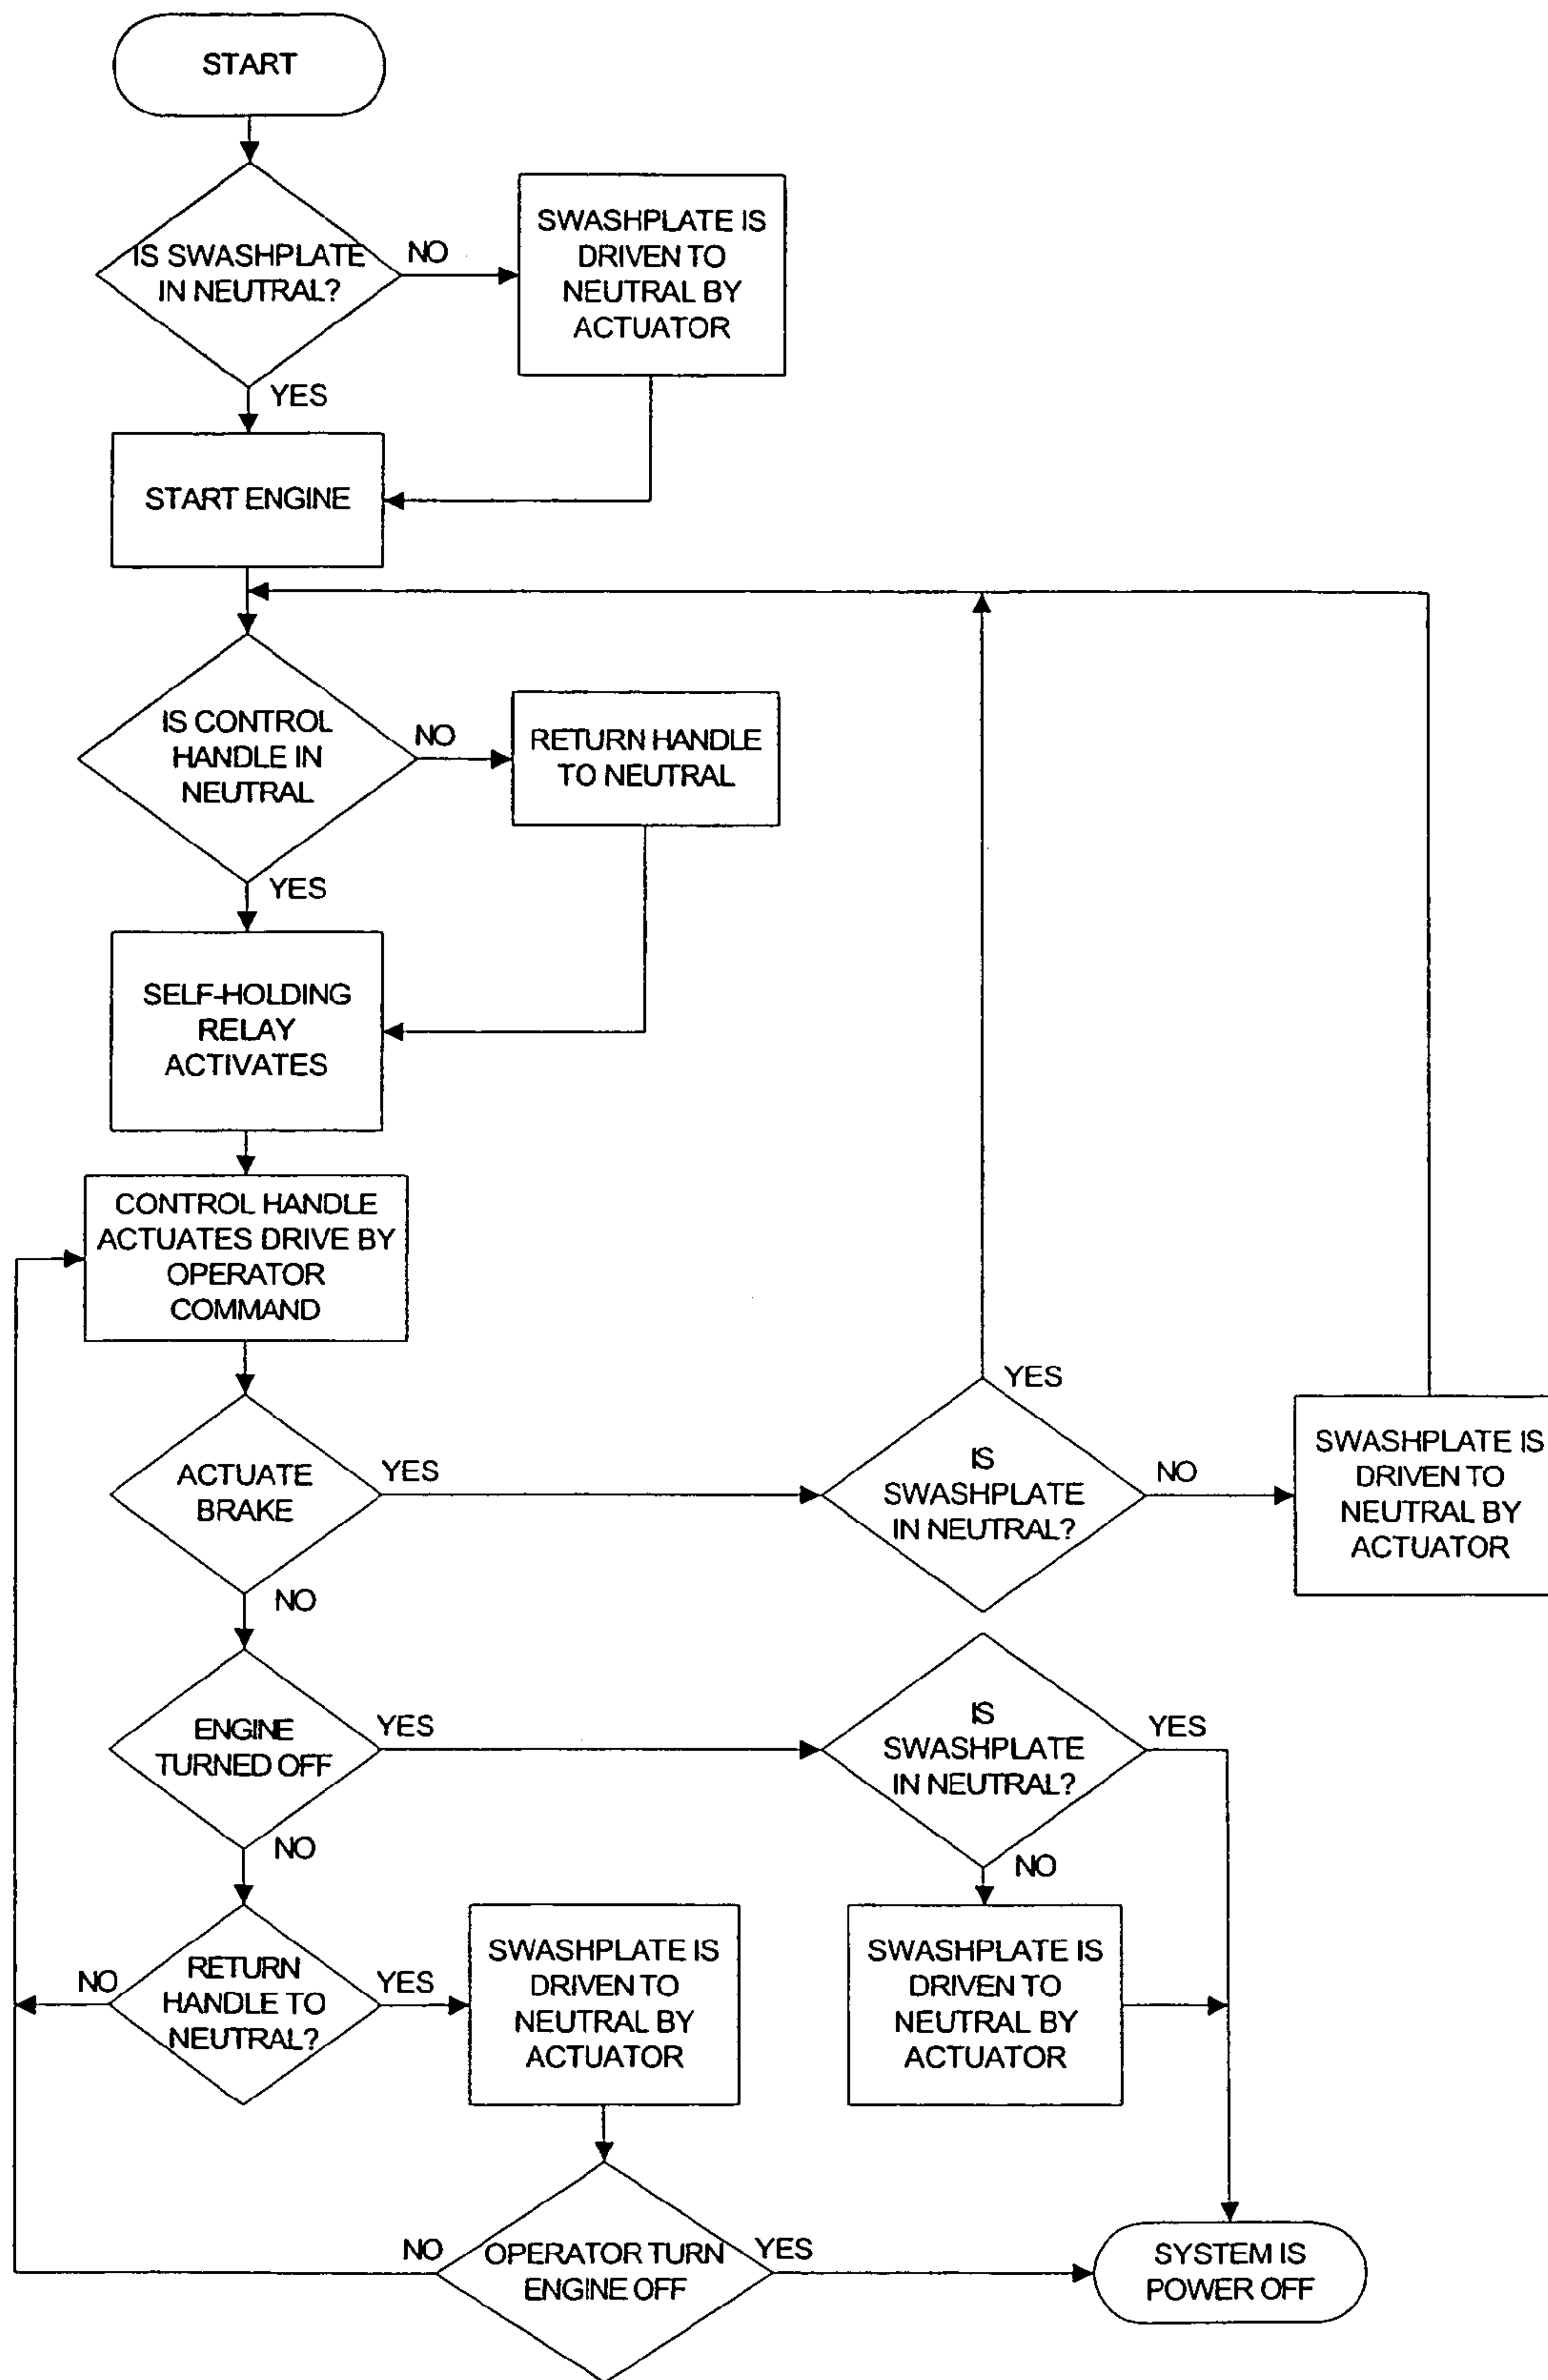 START
IS SWASHPLATE
IN NEUTRAL?
NO
SWASHPLATE IS
DRIVEN TO
NEUTRAL BY
ACTUATOR
YES
START ENGINE
IS CONTROL
HANDLE IN
NEUTRAL
NO
RETURN HANDLE
TO NEUTRAL
YES
SELF-HOLDING
RELAY
ACTIVATES
CONTROL HANDLE
ACTUATES DRIVE BY
OPERATOR
COMMAND
ACTUATE
BRAKE
YES
IS
SWASHPLATE
IN NEUTRAL?
YES
NO
SWASHPLATE IS
DRIVEN TO
NEUTRAL BY
ACTUATOR
NO
ENGINE
TURNED OFF
YES
IS
SWASHPLATE
IN NEUTRAL?
YES
NO
NO
RETURN
HANDLE TO
NEUTRAL?
NO
YES
SWASHPLATE IS
DRIVEN TO
NEUTRAL BY
ACTUATOR
SWASHPLATE IS
DRIVEN TO
NEUTRAL BY
ACTUATOR
NO
OPERATOR TURN
ENGINE OFF
YES
SYSTEM IS
POWER OFF